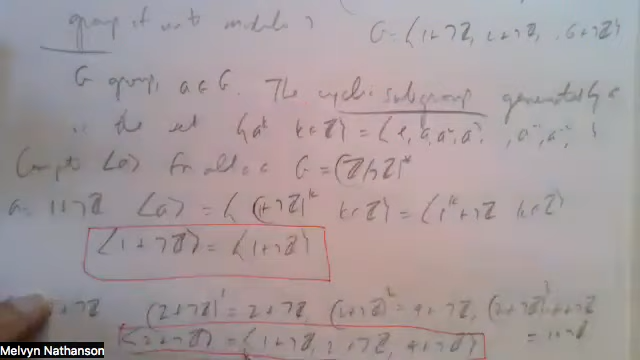 group of units modulo 7 G = {1+7Z, 2+7Z, .. 6+7Z}
G group, a ∈ G. The cyclic subgroup generated by a
is the set {a^k k∈Z} = {e, a, a², a³,
Compute <a> for all a ∈ G = (Z/7Z)^*
a = 1+7Z <a> = { (1+7Z)^k k∈Z} = {1^k+7Z k∈Z}
<1+7Z> = {1+7Z}
2+7Z (2+7Z)^1 = 2+7Z, (2+7Z)^2 = 4+7Z, (2+7Z)^3
<2+7Z> = {1+7Z, 2+7Z, 4+7Z} = 1+7Z
Melvyn Nathanson